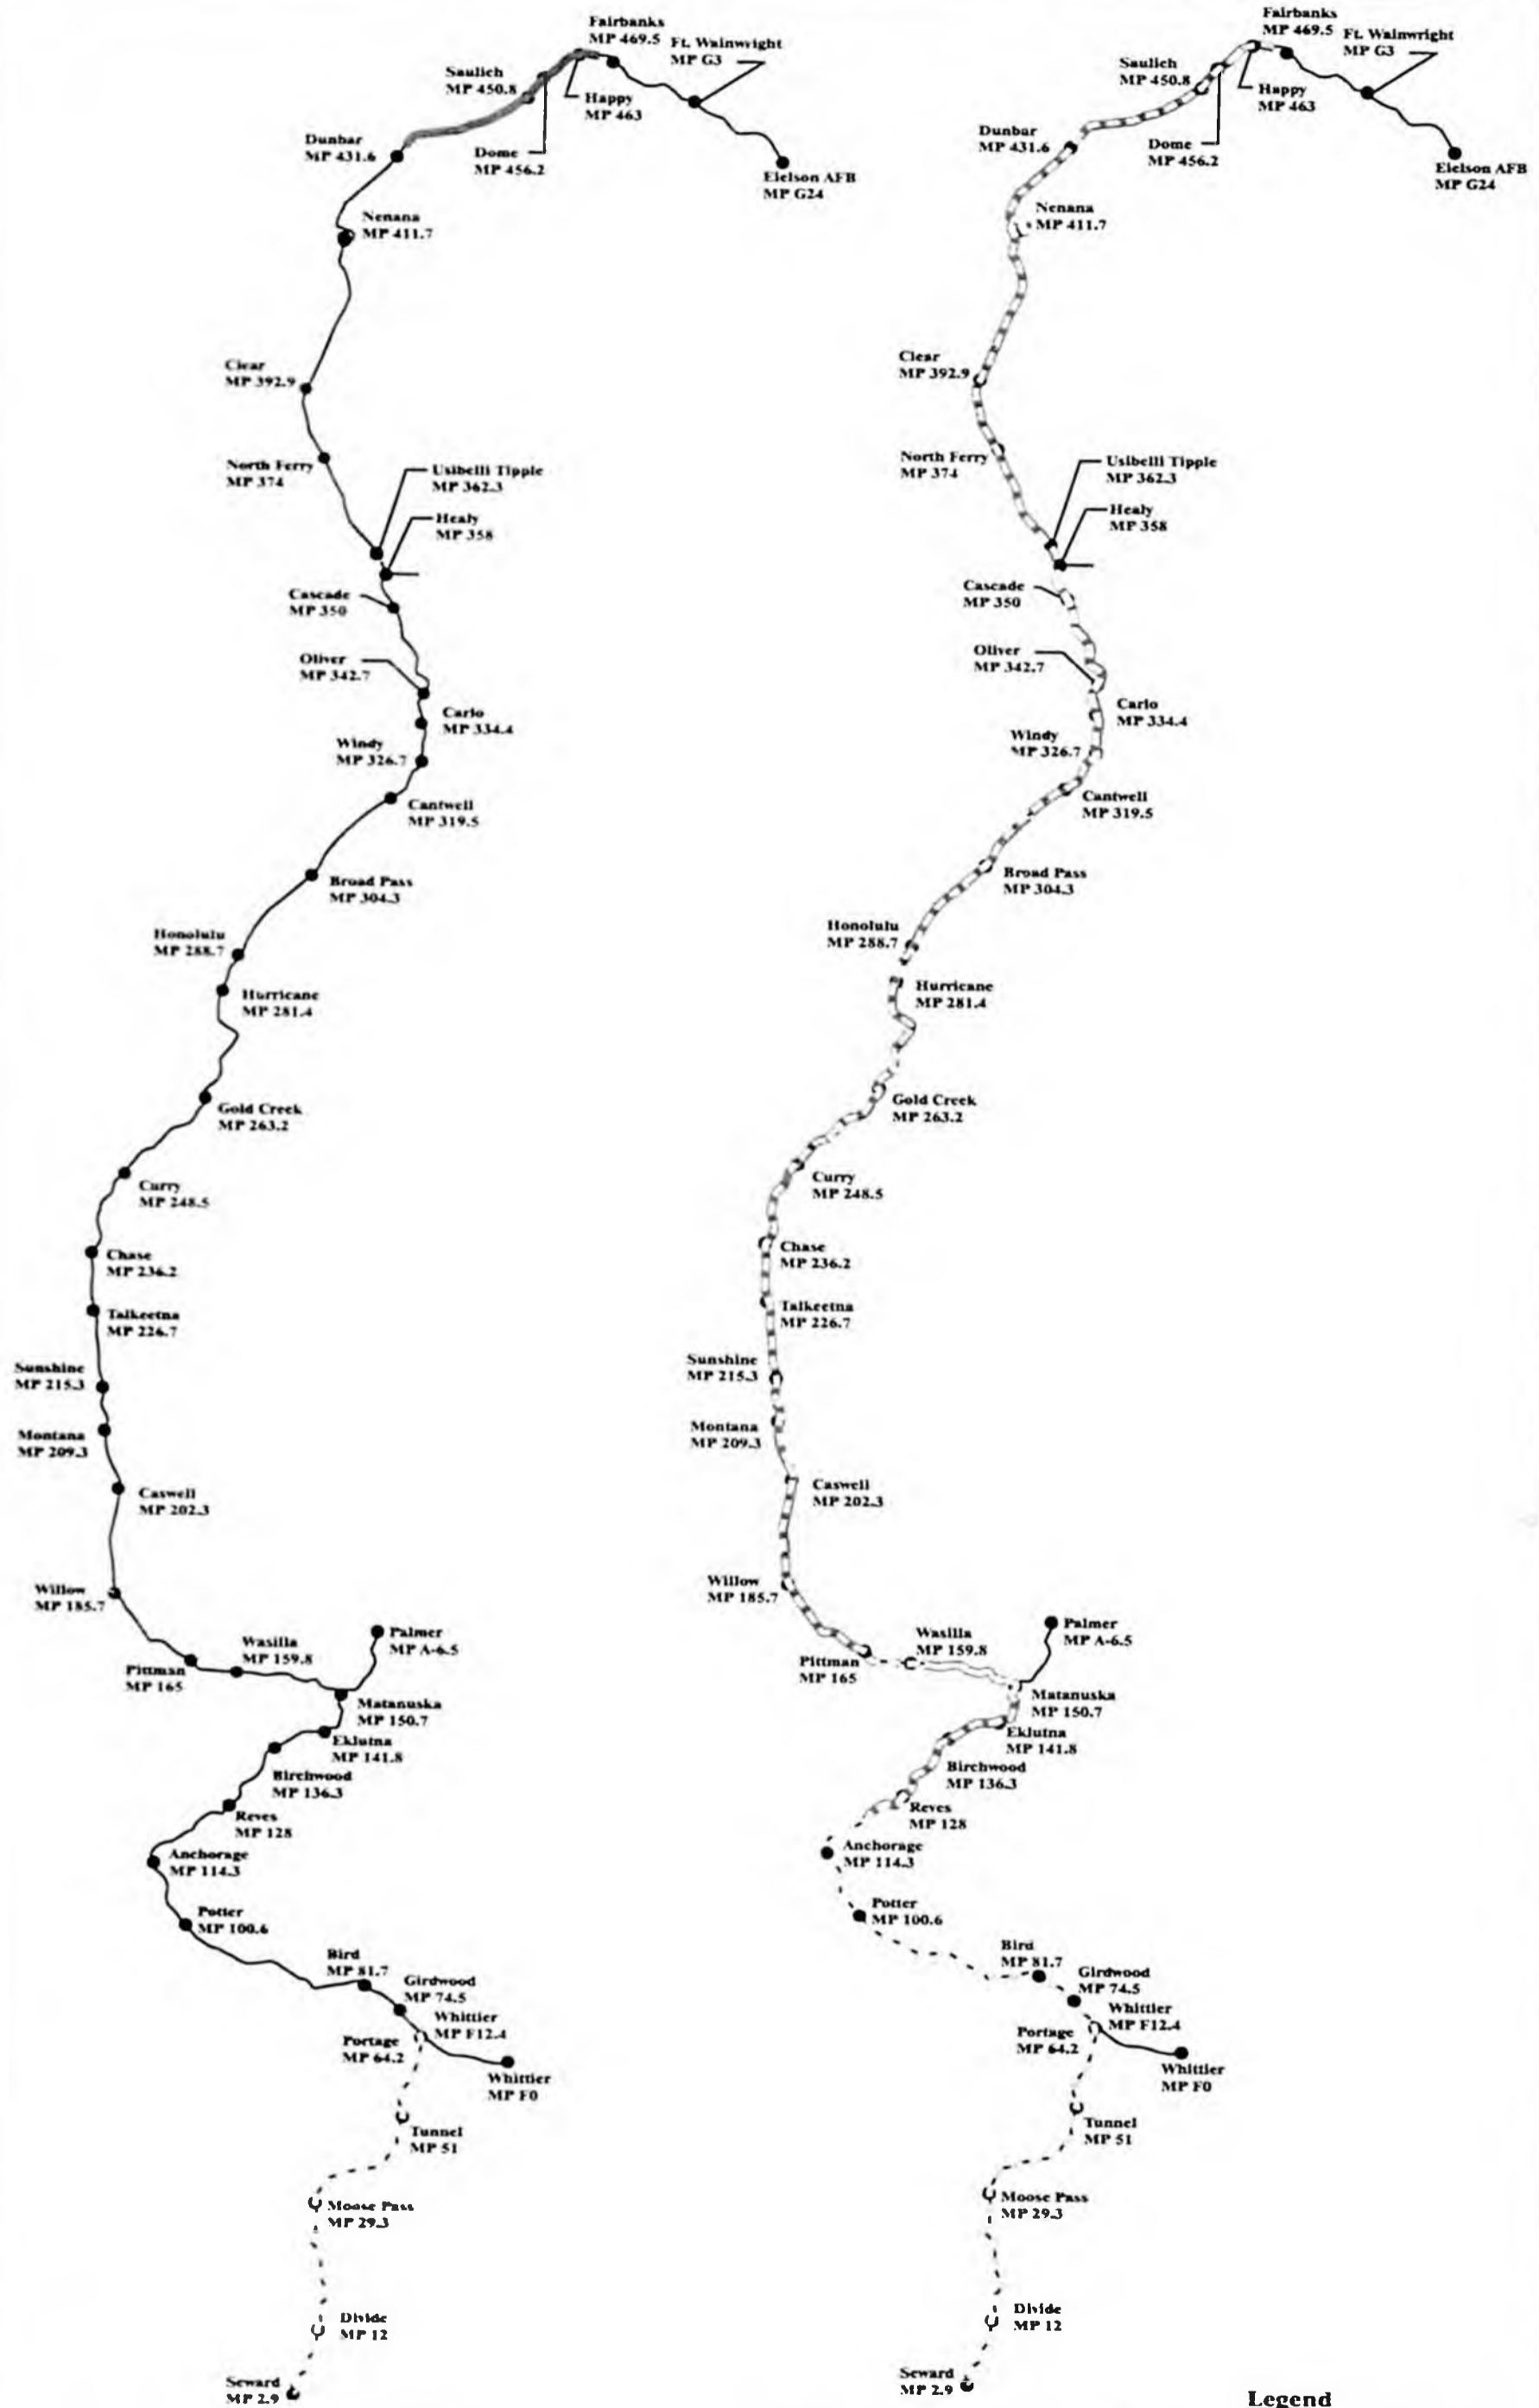 Fairbanks
MP 469.5
Ft. Wainwright
MP G3
Saulich
MP 450.8
Happy
MP 463
Dunbar
MP 431.6
Dome
MP 456.2
Eielson AFB
MP G24
Nenana
MP 411.7
Clear
MP 392.9
North Ferry
MP 374
Usibelli Tipple
MP 362.3
Healy
MP 358
Cascade
MP 350
Oliver
MP 342.7
Carlo
MP 334.4
Windy
MP 326.7
Cantwell
MP 319.5
Broad Pass
MP 304.3
Honolulu
MP 288.7
Hurricane
MP 281.4
Gold Creek
MP 263.2
Curry
MP 248.5
Chase
MP 236.2
Talkeetna
MP 226.7
Sunshine
MP 215.3
Montana
MP 209.3
Caswell
MP 202.3
Willow
MP 185.7
Palmer
MP A-6.5
Wasilla
MP 159.8
Pittman
MP 165
Matanuska
MP 150.7
Eklutna
MP 141.8
Birchwood
MP 136.3
Reves
MP 128
Anchorage
MP 114.3
Potter
MP 100.6
Bird
MP 81.7
Girdwood
MP 74.5
Whittier
MP F12.4
Portage
MP 64.2
Whittier
MP F0
Tunnel
MP 51
Moose Pass
MP 29.3
Divide
MP 12
Seward
MP 2.9
Fairbanks
MP 469.5
Ft. Wainwright
MP G3
Saulich
MP 450.8
Happy
MP 463
Dunbar
MP 431.6
Dome
MP 456.2
Eielson AFB
MP G24
Nenana
MP 411.7
Clear
MP 392.9
North Ferry
MP 374
Usibelli Tipple
MP 362.3
Healy
MP 358
Cascade
MP 350
Oliver
MP 342.7
Carlo
MP 334.4
Windy
MP 326.7
Cantwell
MP 319.5
Broad Pass
MP 304.3
Honolulu
MP 288.7
Hurricane
MP 281.4
Gold Creek
MP 263.2
Curry
MP 248.5
Chase
MP 236.2
Talkeetna
MP 226.7
Sunshine
MP 215.3
Montana
MP 209.3
Caswell
MP 202.3
Willow
MP 185.7
Palmer
MP A-6.5
Wasilla
MP 159.8
Pittman
MP 165
Matanuska
MP 150.7
Eklutna
MP 141.8
Birchwood
MP 136.3
Reves
MP 128
Anchorage
MP 114.3
Potter
MP 100.6
Bird
MP 81.7
Girdwood
MP 74.5
Whittier
MP F12.4
Portage
MP 64.2
Whittier
MP F0
Tunnel
MP 51
Moose Pass
MP 29.3
Divide
MP 12
Seward
MP 2.9
Legend